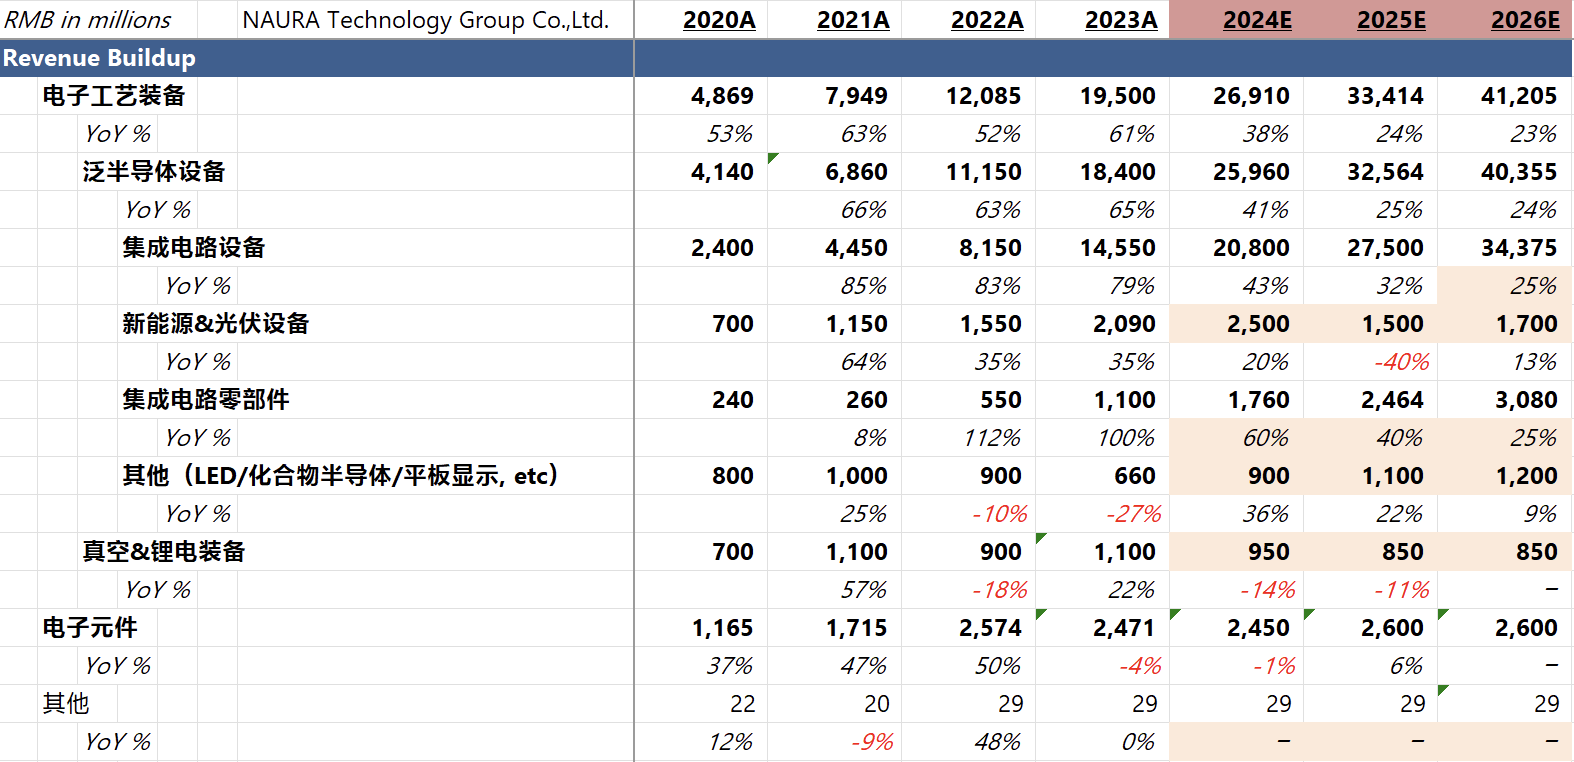 RMB in millions NAURA Technology Group Co.,Ltd. 2020A 2021A 2022A 2023A 2024E 2025E 2026E
Revenue Buildup
电子工艺装备 4,869 7,949 12,085 19,500 26,910 33,414 41,205
YoY % 53% 63% 52% 61% 38% 24% 23%
泛半导体设备 4,140 6,860 11,150 18,400 25,960 32,564 40,355
YoY % 66% 63% 65% 41% 25% 24%
集成电路设备 2,400 4,450 8,150 14,550 20,800 27,500 34,375
YoY % 85% 83% 79% 43% 32% 25%
新能源&光伏设备 700 1,150 1,550 2,090 2,500 1,500 1,700
YoY % 64% 35% 35% 20% -40% 13%
集成电路零部件 240 260 550 1,100 1,760 2,464 3,080
YoY % 8% 112% 100% 60% 40% 25%
其他（LED/化合物半导体/平板显示, etc） 800 1,000 900 660 900 1,100 1,200
YoY % 25% -10% -27% 36% 22% 9%
真空&锂电装备 700 1,100 900 1,100 950 850 850
YoY % 57% -18% 22% -14% -11% –
电子元件 1,165 1,715 2,574 2,471 2,450 2,600 2,600
YoY % 37% 47% 50% -4% -1% 6% –
其他 22 20 29 29 29 29 29
YoY % 12% -9% 48% 0% – – –